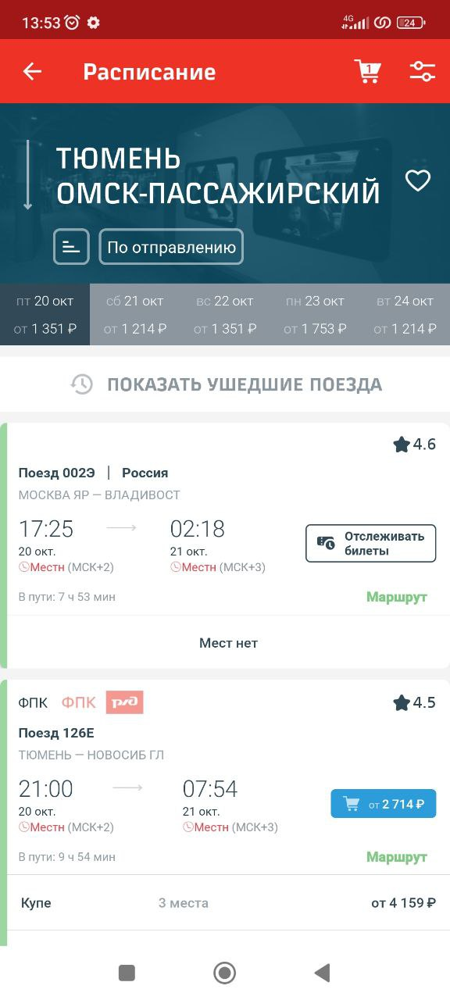 13:53 4G 24
Расписание 1
ТЮМЕНЬ
ОМСК-ПАССАЖИРСКИЙ
По отправлению
пт 20 окт сб 21 окт вс 22 окт пн 23 окт вт 24 окт
от 1 351 ₽ от 1 214 ₽ от 1 351 ₽ от 1 753 ₽ от 1 214 ₽
ПОКАЗАТЬ УШЕДШИЕ ПОЕЗДА
4.6
Поезд 002Э | Россия
МОСКВА ЯР — ВЛАДИВОСТ
17:25 02:18
20 окт. 21 окт.
Местн (МСК+2) Местн (МСК+3)
Отслеживать
билеты
В пути: 7 ч 53 мин Маршрут
Мест нет
ФПК ФПК ржд 4.5
Поезд 126Е
ТЮМЕНЬ — НОВОСИБ ГЛ
21:00 07:54
20 окт. 21 окт.
Местн (МСК+2) Местн (МСК+3)
от 2 714 ₽
В пути: 9 ч 54 мин Маршрут
Купе 3 места от 4 159 ₽